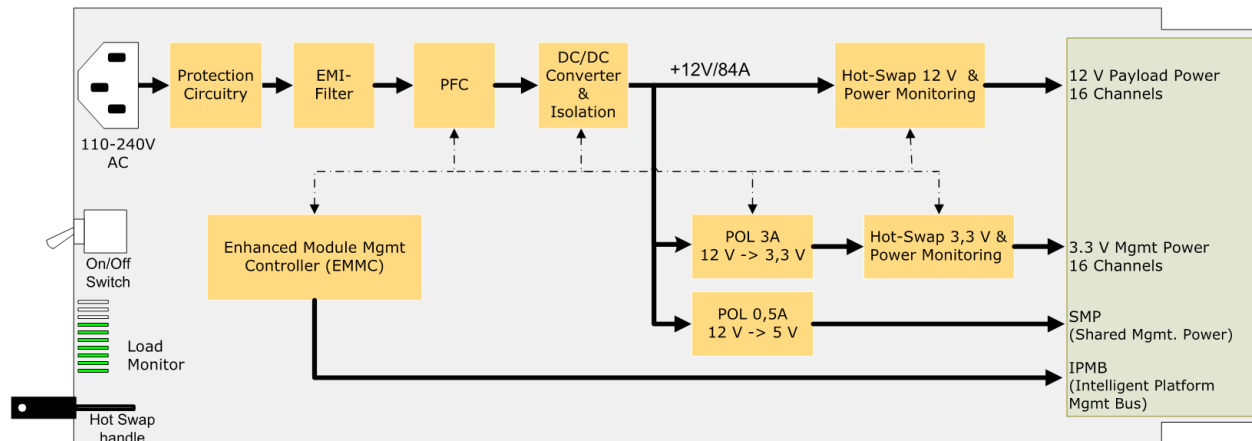 110-240V
AC
Protection
Circuitry
EMI-
Filter
PFC
DC/DC
Converter
&
Isolation
+12V/84A
Hot-Swap 12 V &
Power Monitoring
12 V Payload Power
16 Channels
On/Off
Switch
Enhanced Module Mgmt
Controller (EMMC)
POL 3A
12 V -> 3,3 V
Hot-Swap 3,3 V &
Power Monitoring
3.3 V Mgmt Power
16 Channels
POL 0,5A
12 V -> 5 V
SMP
(Shared Mgmt. Power)
Load
Monitor
IPMB
(Intelligent Platform
Mgmt Bus)
Hot Swap
handle